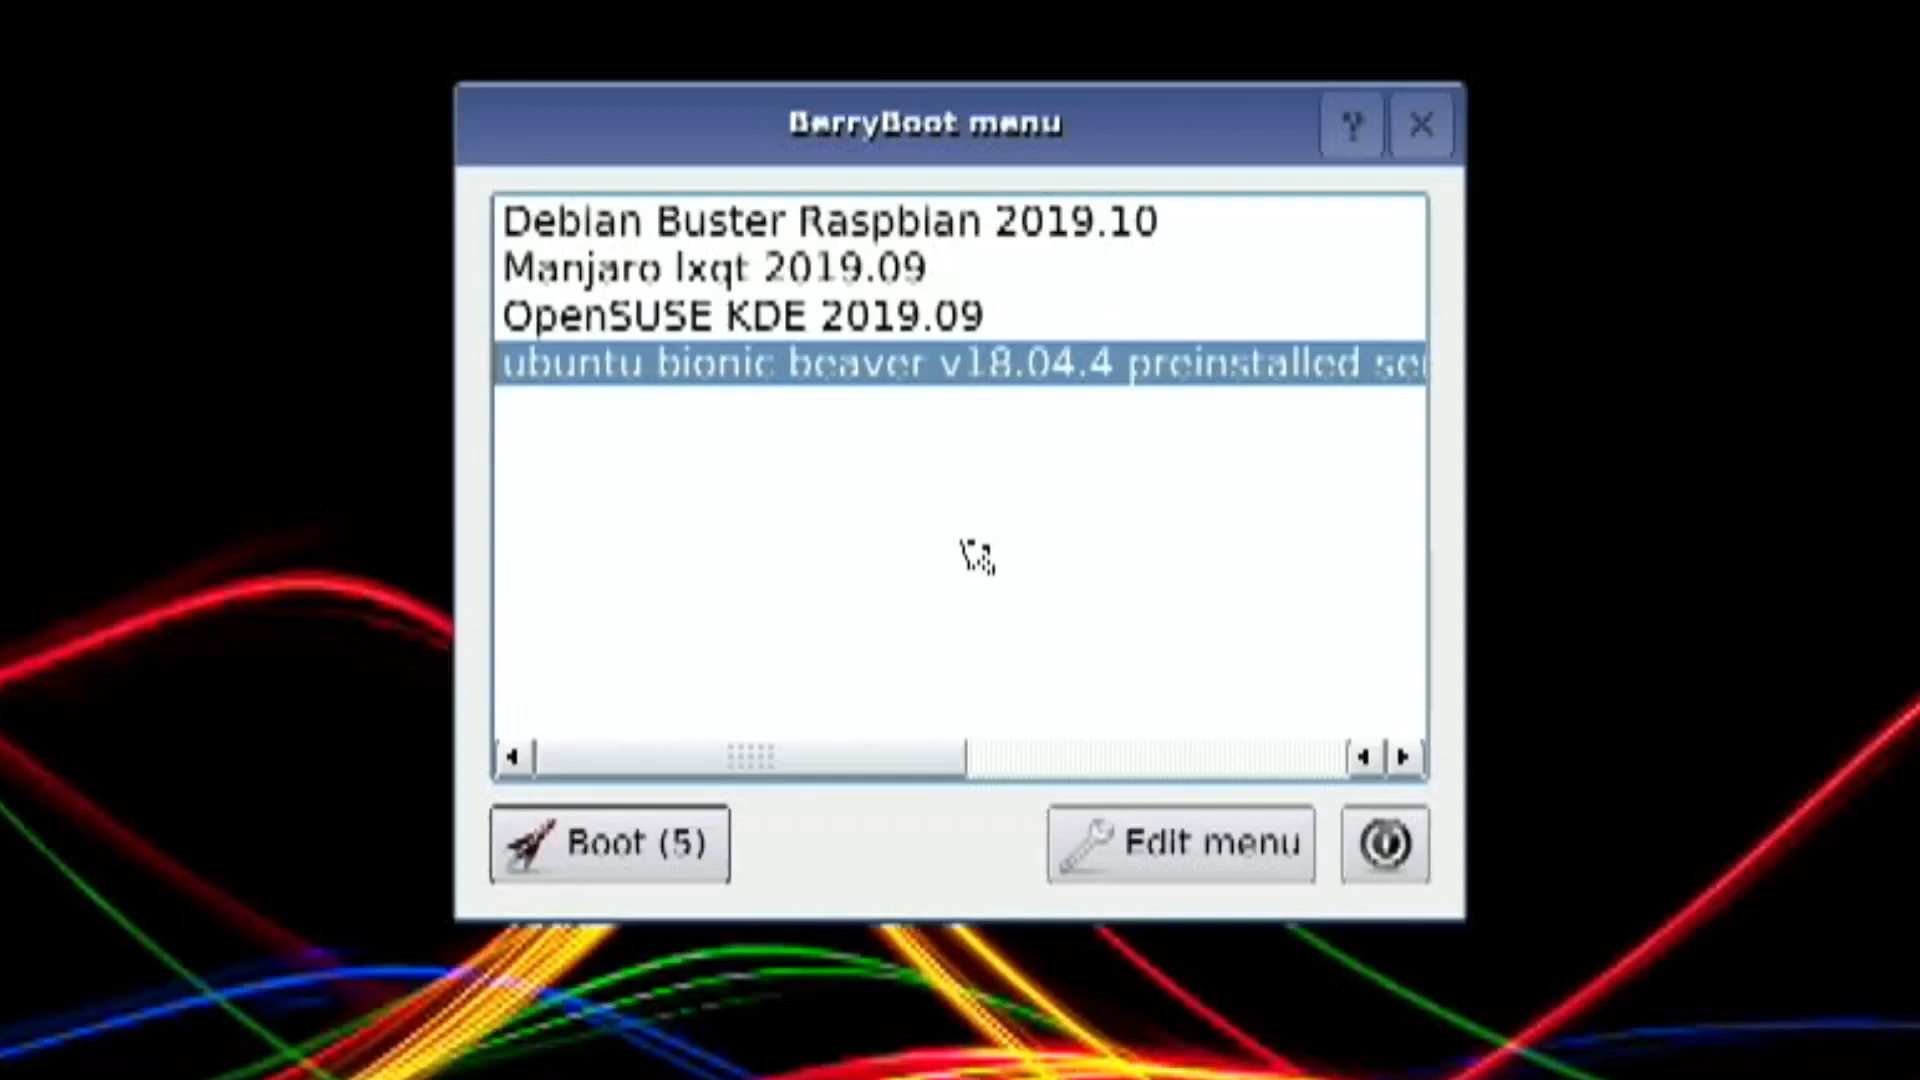 BerryBoot menu
Debian Buster Raspbian 2019.10
Manjaro lxqt 2019.09
OpenSUSE KDE 2019.09
ubuntu bionic beaver v18.04.4 preinstalled
Boot (5)
Edit menu